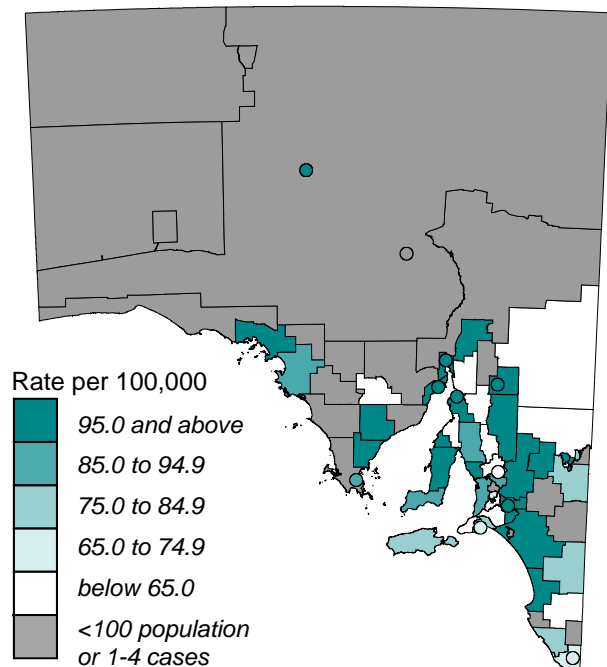 Rate per 100,000
95.0 and above
85.0 to 94.9
75.0 to 84.9
65.0 to 74.9
below 65.0
<100 population
or 1-4 cases